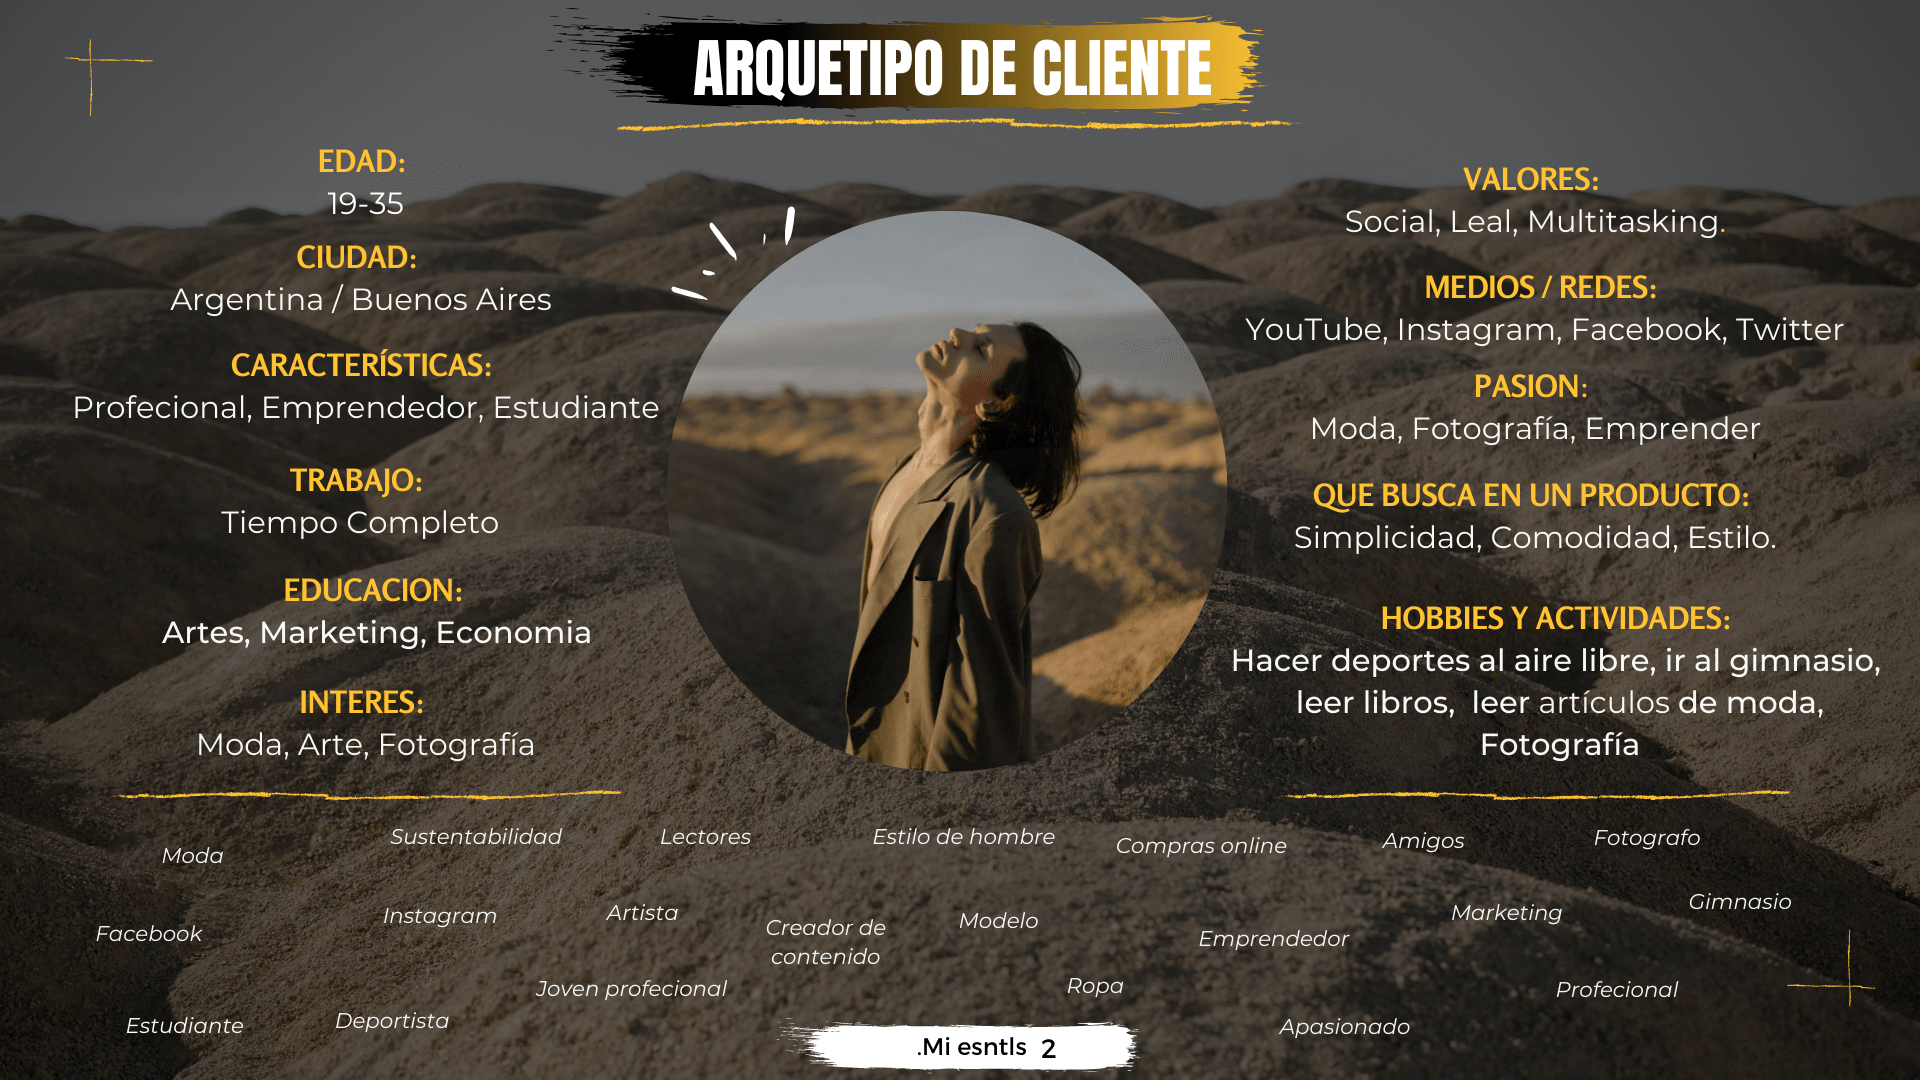 ARQUETIPO DE CLIENTE
EDAD:
19-35
CIUDAD:
Argentina / Buenos Aires
CARACTERÍSTICAS:
Profecional, Emprendedor, Estudiante
TRABAJO:
Tiempo Completo
EDUCACION:
Artes, Marketing, Economia
INTERES:
Moda, Arte, Fotografía
VALORES:
Social, Leal, Multitasking.
MEDIOS / REDES:
YouTube, Instagram, Facebook, Twitter
PASION:
Moda, Fotografía, Emprender
QUE BUSCA EN UN PRODUCTO:
Simplicidad, Comodidad, Estilo.
HOBBIES Y ACTIVIDADES:
Hacer deportes al aire libre, ir al gimnasio,
leer libros, leer artículos de moda,
Fotografía
Moda
Sustentabilidad
Lectores
Estilo de hombre
Compras online
Amigos
Fotografo
Facebook
Instagram
Artista
Creador de
contenido
Modelo
Emprendedor
Marketing
Gimnasio
Estudiante
Deportista
Joven profecional
Ropa
Apasionado
Profecional
.Mi esntls 2